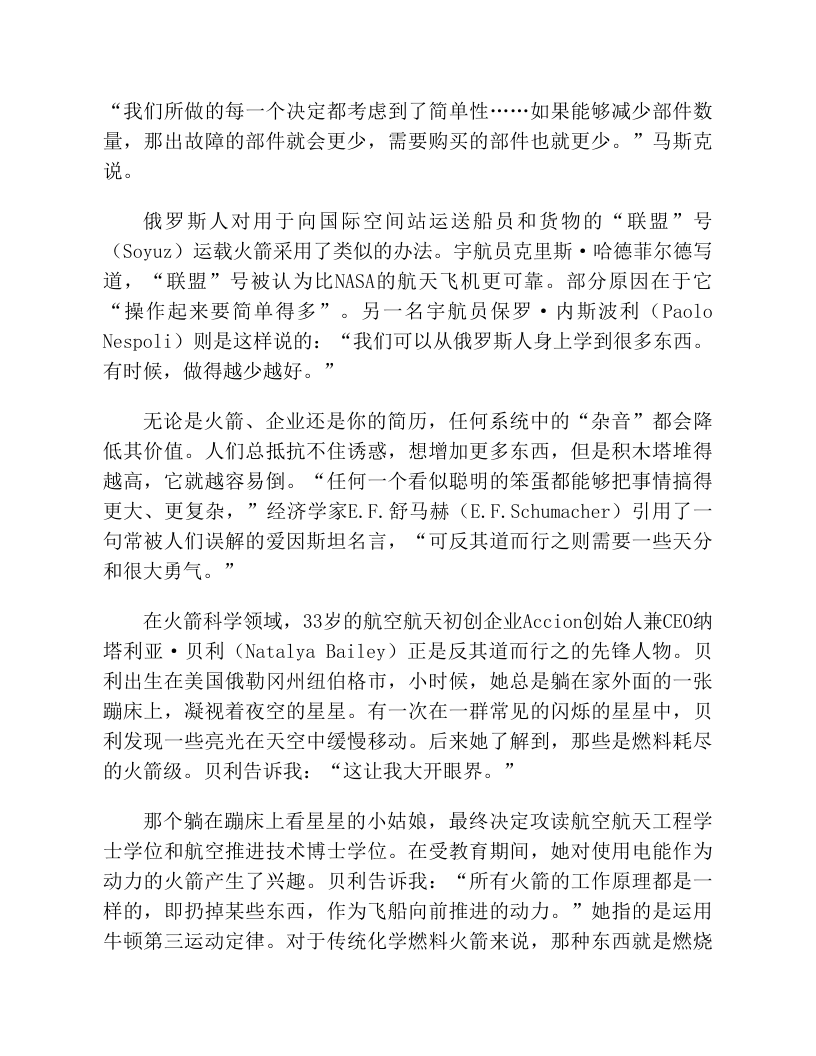 “我们所做的每一个决定都考虑到了简单性……如果能够减少部件数
量，那出故障的部件就会更少，需要购买的部件也就更少。”马斯克
说。
俄罗斯人对用于向国际空间站运送船员和货物的“联盟”号
（Soyuz）运载火箭采用了类似的办法。宇航员克里斯·哈德菲尔德写
道，“联盟”号被认为比NASA的航天飞机更可靠。部分原因在于它
“操作起来要简单得多”。另一名宇航员保罗·内斯波利（Paolo
Nespoli）则是这样说的：“我们可以从俄罗斯人身上学到很多东西。
有时候，做得越少越好。”
无论是火箭、企业还是你的简历，任何系统中的“杂音”都会降
低其价值。人们总抵抗不住诱惑，想增加更多东西，但是积木塔堆得
越高，它就越容易倒。“任何一个看似聪明的笨蛋都能够把事情搞得
更大、更复杂，”经济学家E.F.舒马赫（E.F.Schumacher）引用了一
句常被人们误解的爱因斯坦名言，“可反其道而行之则需要一些天分
和很大勇气。”
在火箭科学领域，33岁的航空航天初创企业Accion创始人兼CEO纳
塔利亚·贝利（Natalya Bailey）正是反其道而行之的先锋人物。贝
利出生在美国俄勒冈州纽伯格市，小时候，她总是躺在家外面的一张
蹦床上，凝视着夜空的星星。有一次在一群常见的闪烁的星星中，贝
利发现一些亮光在天空中缓慢移动。后来她了解到，那些是燃料耗尽
的火箭级。贝利告诉我：“这让我大开眼界。”
那个躺在蹦床上看星星的小姑娘，最终决定攻读航空航天工程学
士学位和航空推进技术博士学位。在受教育期间，她对使用电能作为
动力的火箭产生了兴趣。贝利告诉我：“所有火箭的工作原理都是一
样的，即扔掉某些东西，作为飞船向前推进的动力。”她指的是运用
牛顿第三运动定律。对于传统化学燃料火箭来说，那种东西就是燃烧